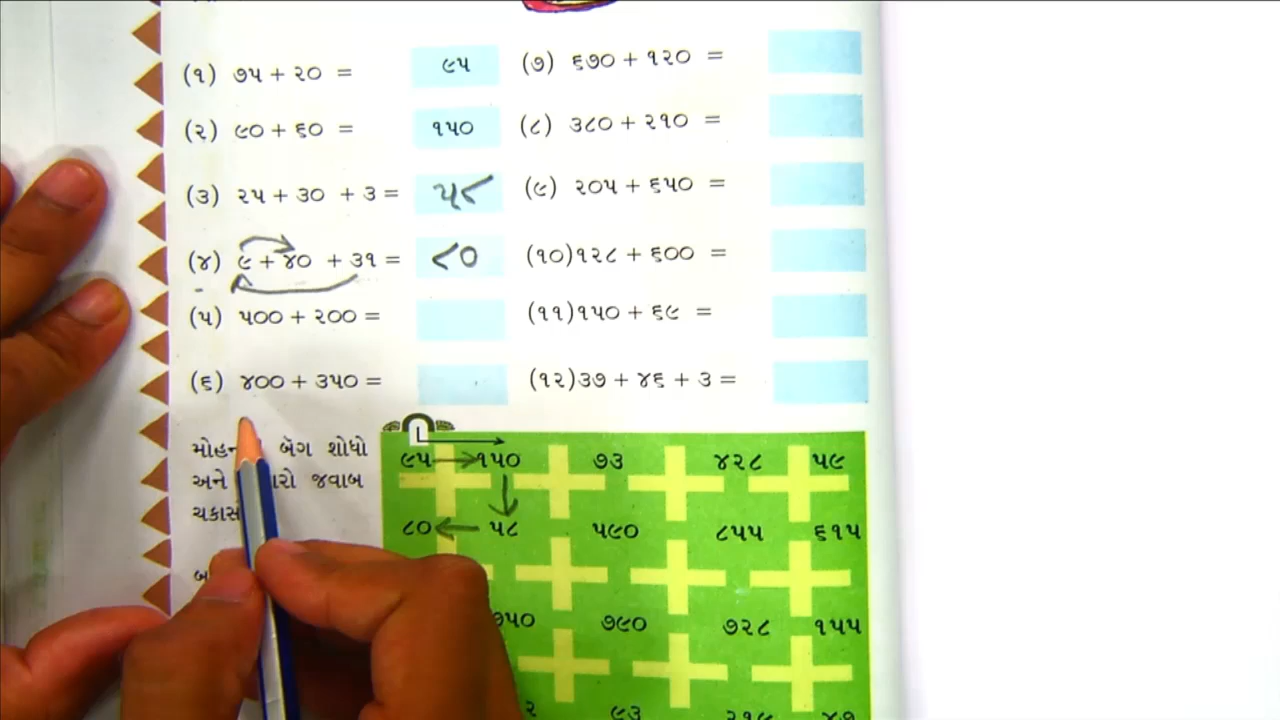 (૧) ૭૫ + ૨૦ = ૯૫
(૨) ૯૦ + ૬૦ = ૧૫૦
(૩) ૨૫ + ૩૦ + ૩ = ૫૮
(૪) ૯ + ૪૦ + ૩૧ = ૮૦
(૫) ૫૦૦ + ૨૦૦ =
(૬) ૪૦૦ + ૩૫૦ =
(૭) ૬૭૦ + ૧૨૦ =
(૮) ૩૮૦ + ૨૧૦ =
(૯) ૨૦૫ + ૬૫૦ =
(૧૦) ૧૨૮ + ૬૦૦ =
(૧૧) ૧૫૦ + ૬૯ =
(૧૨) ૩૭ + ૪૬ + ૩ =
બૅગ શોધો
અને જવાબ
૯૫ ૧૫૦ ૭૩ ૪૨૮ ૫૯
૮૦ ૫૮ ૫૯૦ ૮૫૫ ૬૧૫
૭૫૦ ૭૯૦ ૭૨૮ ૧૫૫
૯૩ ૨૧૯